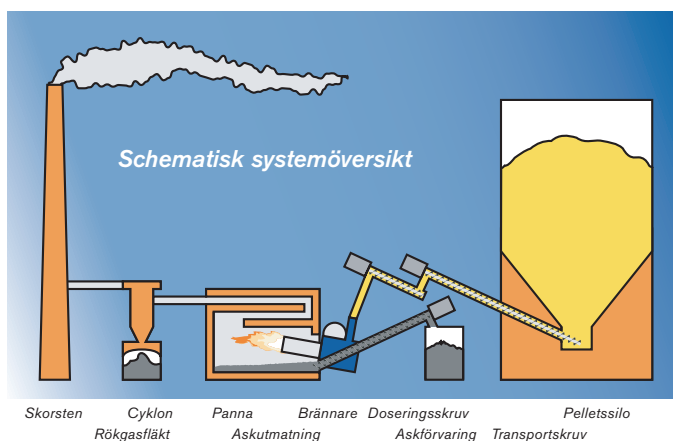 Schematisk systemöversikt
Skorsten Cyklon Panna Brännare Doseringsskruv Pelletssilo
Rökgasfläkt Askutmatning Askförvaring Transportskruv